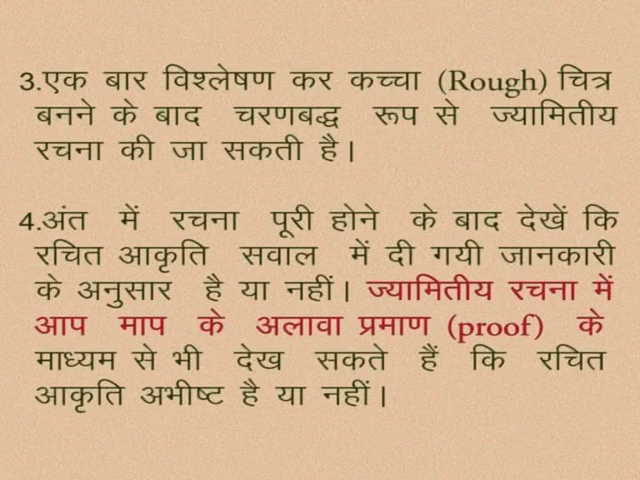 3.एक बार विश्लेषण कर कच्चा (Rough) चित्र
बनने के बाद चरणबद्ध रूप से ज्यामितीय
रचना की जा सकती है।
4.अंत में रचना पूरी होने के बाद देखें कि
रचित आकृति सवाल में दी गयी जानकारी
के अनुसार है या नहीं। ज्यामितीय रचना में
आप माप के अलावा प्रमाण (proof) के
माध्यम से भी देख सकते हैं कि रचित
आकृति अभीष्ट है या नहीं।